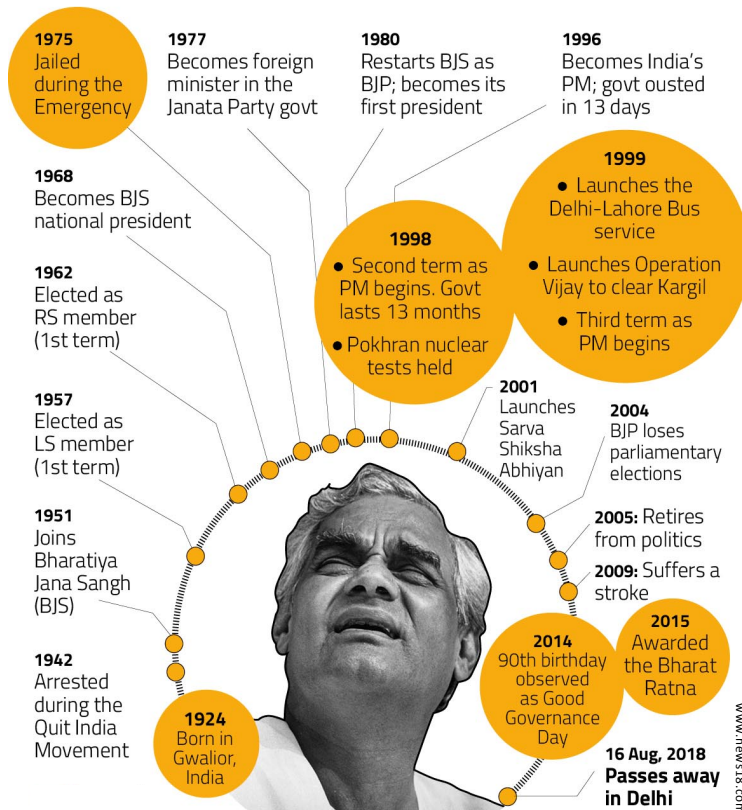 1975
Jailed
during the
Emergency
1977
Becomes foreign
minister in the
Janata Party govt
1980
Restarts BJS as
BJP; becomes its
first president
1996
Becomes India's
PM; govt ousted
in 13 days
1968
Becomes BJS
national president
1962
Elected as
RS member
(1st term)
1957
Elected as
LS member
(1st term)
1951
Joins
Bharatiya
Jana Sangh
(BJS)
1942
Arrested
during the
Quit India
Movement
1924
Born in
Gwalior,
India
1998
● Second term as
PM begins. Govt
lasts 13 months
● Pokhran nuclear
tests held
1999
● Launches the
Delhi-Lahore Bus
service
● Launches Operation
Vijay to clear Kargil
● Third term as
PM begins
2001
Launches
Sarva
Shiksha
Abhiyan
2004
BJP loses
parliamentary
elections
2005: Retires
from politics
2009: Suffers a
stroke
2014
90th birthday
observed
as Good
Governance
Day
2015
Awarded
the Bharat
Ratna
16 Aug, 2018
Passes away
in Delhi
www.news18.com